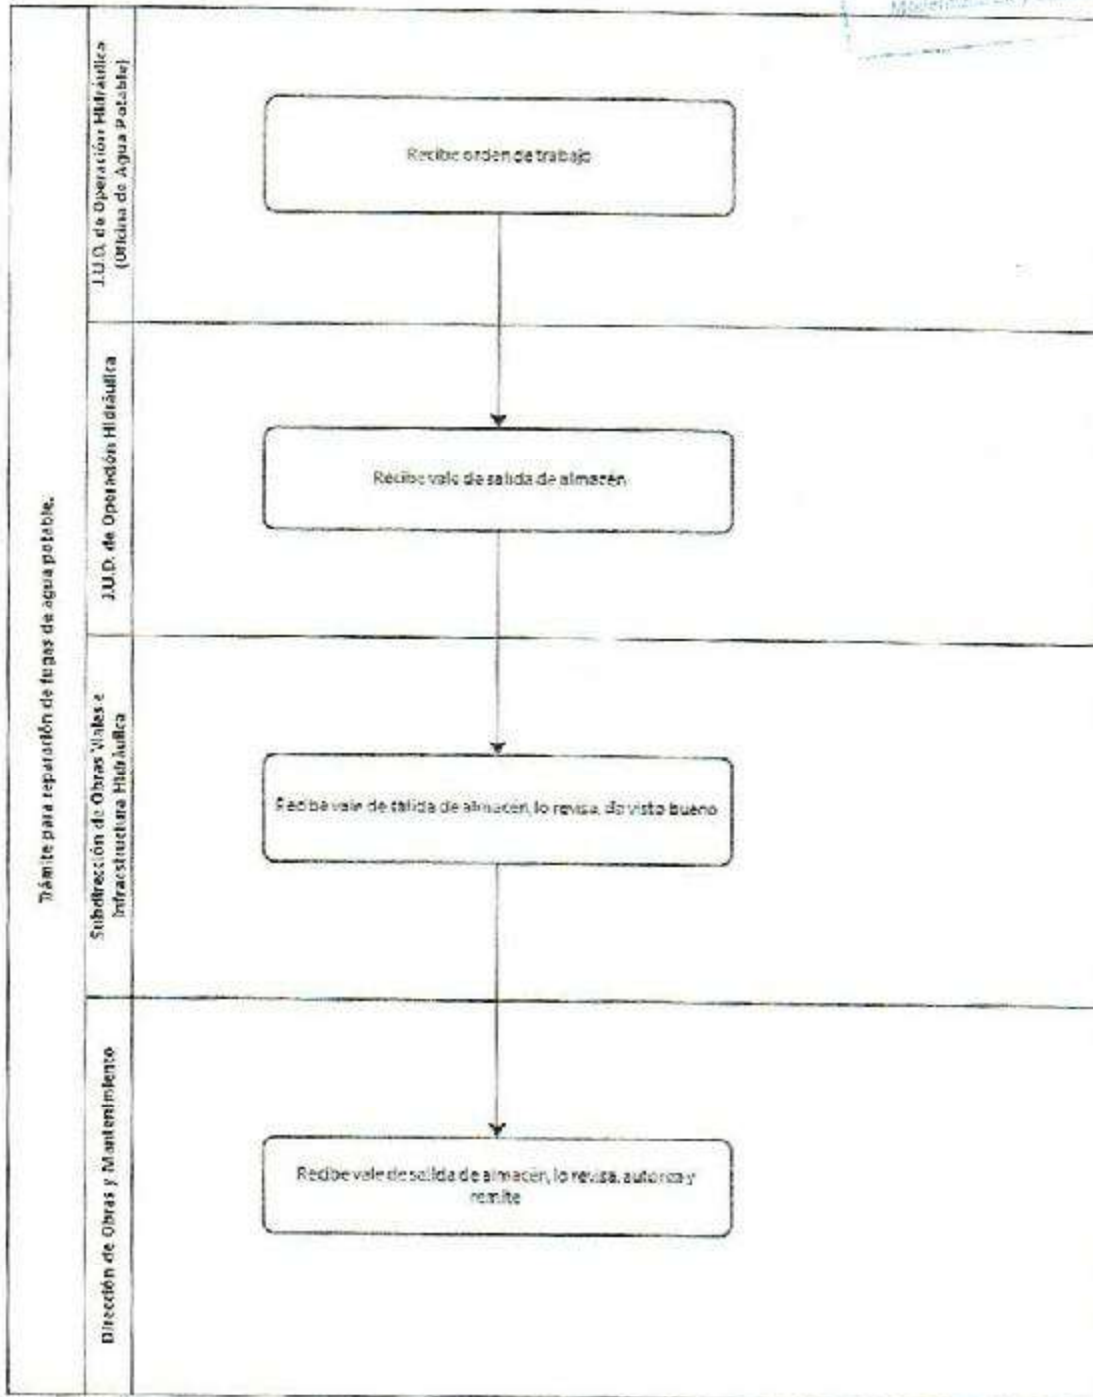 Trámite para reparación de fugas de agua potable.
J.U.D. de Operación Hidráulica
(Oficina de Agua Potable)
Recibe orden de trabajo
J.U.D. de Operación Hidráulica
Recibe vale de salida de almacén
Subdirección de Obras Viales e
Infraestructura Hidráulica
Recibe vale de salida de almacén, lo revisa, da visto bueno
Dirección de Obras y Mantenimiento
Recibe vale de salida de almacén, lo revisa, autoriza y
remite